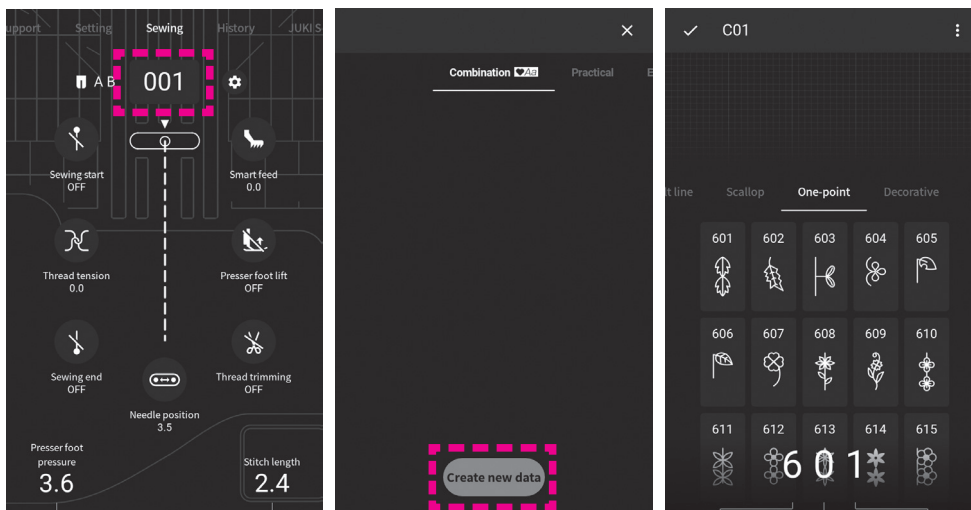 upport Setting Sewing History JUKI S
A B 001
Sewing start
OFF
Smart feed
0.0
Thread tension
0.0
Presser foot lift
OFF
Sewing end
OFF
Thread trimming
OFF
Needle position
3.5
Presser foot
pressure
3.6
Stitch length
2.4
Combination Aa Practical E
Create new data
C01
lt line Scallop One-point Decorative
601 602 603 604 605
606 607 608 609 610
611 612 613 614 615
601